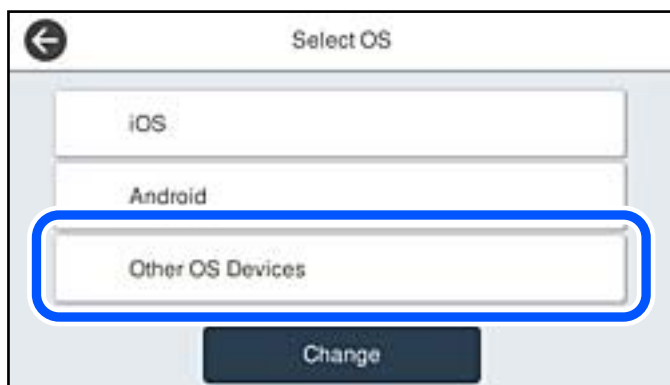 Select OS
iOS
Android
Other OS Devices
Change